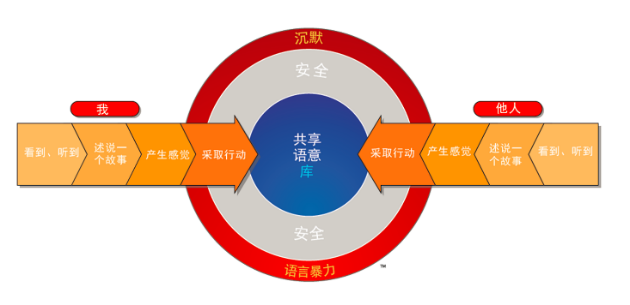 沉默
安全
我
他人
看到、听到
述说一
个故事
产生感觉
采取行动
共享
语意
库
采取行动
产生感觉
述说一
个故事
看到、听到
安全
语言暴力
™